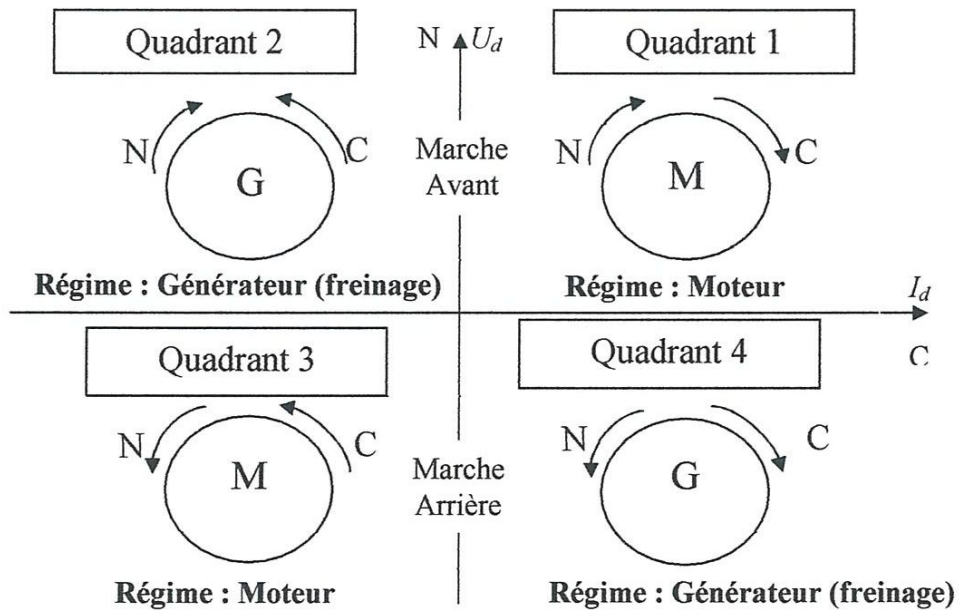 Quadrant 2
N U_d
Quadrant 1
N
C
G
Marche
Avant
N
C
M
Régime : Générateur (freinage)
Régime : Moteur
I_d
C
Quadrant 3
Quadrant 4
N
C
M
Marche
Arrière
N
C
G
Régime : Moteur
Régime : Générateur (freinage)